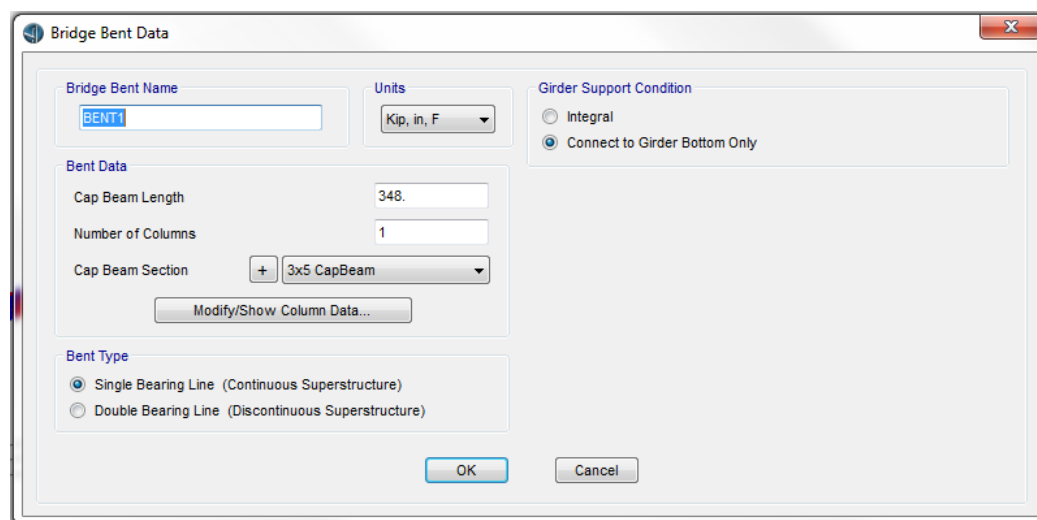 Bridge Bent Data
X
Bridge Bent Name
BENT1
Units
Kip, in, F
Girder Support Condition
Integral
Connect to Girder Bottom Only
Bent Data
Cap Beam Length
348.
Number of Columns
1
Cap Beam Section
+
3x5 CapBeam
Modify/Show Column Data...
Bent Type
Single Bearing Line (Continuous Superstructure)
Double Bearing Line (Discontinuous Superstructure)
OK
Cancel